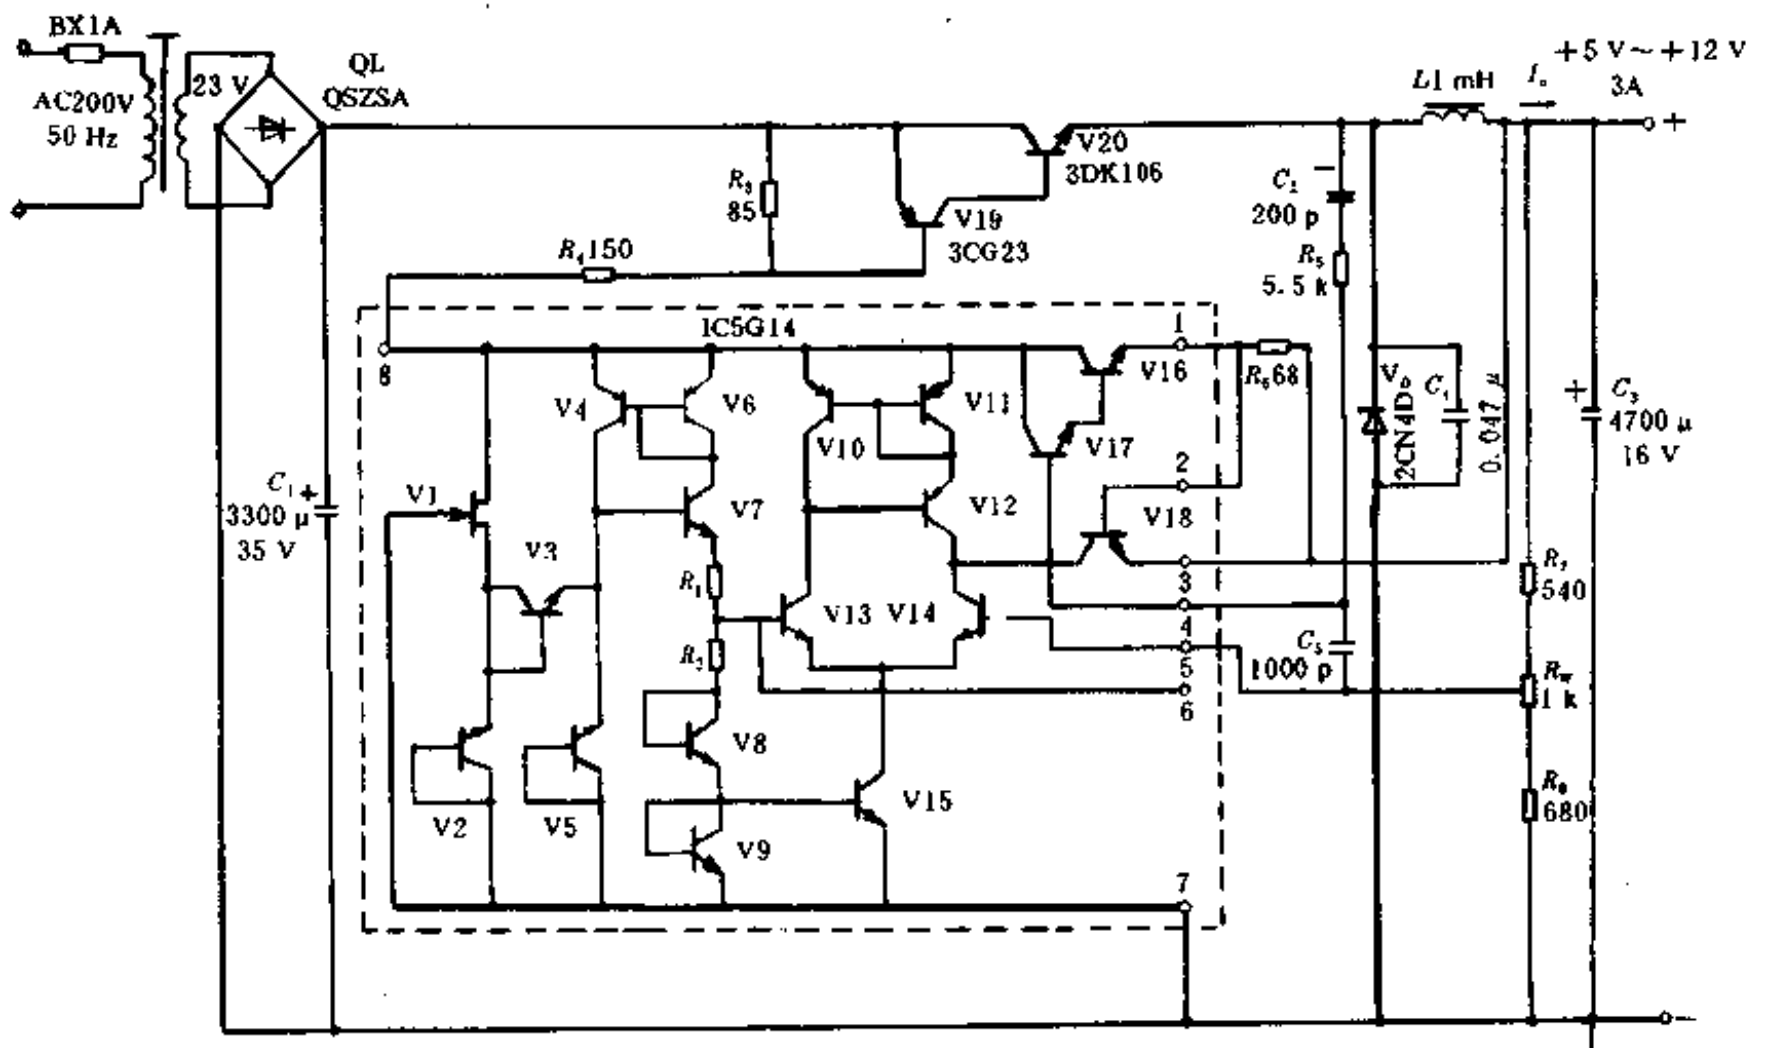 BX1A
AC200V
50 Hz
23 V
QL
QSZSA
C₁ +
3300 μ
35 V
R₃
85
R₄150
V19
3CG23
V20
3DK106
L1 mH
Iₒ
+5 V～+12 V
3A
+
−
C₂
200 p
R₅
5.5 k
IC5G14
8
1
V16
R₆68
V4
V6
V10
V11
V17
2
V18
3
4
5
6
7
V1
V3
V7
V12
R₁
R₂
V13
V14
V2
V5
V8
V9
V15
V_D
2CN4D
C₄
0.047 μ
+ C₃
4700 μ
16 V
R₇
540
C₅
1000 p
R_W
1 k
R₈
680
−